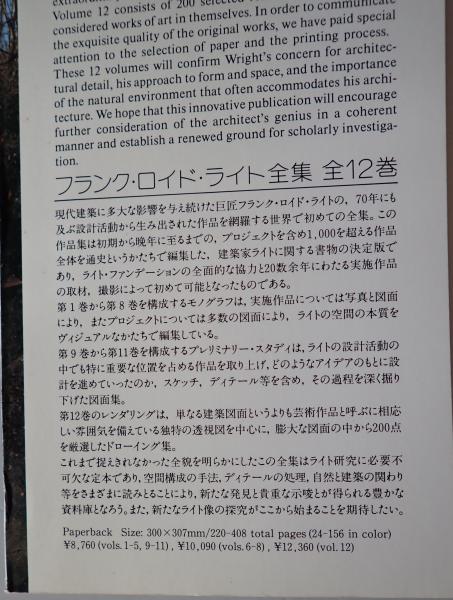 Volume 12 consists of 200 selected
considered works of art in themselves. In order to communicate
the exquisite quality of the original works, we have paid special
attention to the selection of paper and the printing process.
These 12 volumes will confirm Wright's concern for architec-
tural detail, his approach to form and space, and the importance
of the natural environment that often accommodates his archi-
tecture. We hope that this innovative publication will encourage
further consideration of the architect's genius in a coherent
manner and establish a renewed ground for scholarly investiga-
tion.
フランク・ロイド・ライト全集 全12巻
現代建築に多大な影響を与え続けた巨匠フランク・ロイド・ライトの，70年にも
及ぶ設計活動から生み出された作品を網羅する世界で初めての全集。この
作品集は初期から晩年に至るまでの，プロジェクトを含め1,000を超える作品
全体を通史というかたちで編集した，建築家ライトに関する書物の決定版で
あり，ライト・ファンデーションの全面的な協力と20数余年にわたる実施作品
の取材，撮影によって初めて可能となったものである。
第1巻から第8巻を構成するモノグラフは，実施作品については写真と図面
により，またプロジェクトについては多数の図面により，ライトの空間の本質を
ヴィジュアルなかたちで編集している。
第9巻から第11巻を構成するプレリミナリー・スタディは，ライトの設計活動の
中でも特に重要な位置を占める作品を取り上げ，どのようなアイデアのもとに設
計を進めていったのか，スケッチ，ディテール等を含め，その過程を深く掘り
下げた図面集。
第12巻のレンダリングは，単なる建築図面というよりも芸術作品と呼ぶに相応
しい雰囲気を備えている独特の透視図を中心に，膨大な図面の中から200点
を厳選したドローイング集。
これまで捉えきれなかった全貌を明らかにしたこの全集はライト研究に必要不
可欠な定本であり，空間構成の手法，ディテールの処理，自然と建築の関わり
等をさまざまに読みとることにより，新たな発見と貴重な示唆とが得られる豊かな
資料庫となろう。また，新たなライト像の探究がここから始まることを期待したい。
Paperback Size: 300×307mm/220-408 total pages (24-156 in color)
¥8,760 (vols. 1-5, 9-11), ¥10,090 (vols. 6-8), ¥12,360 (vol. 12)